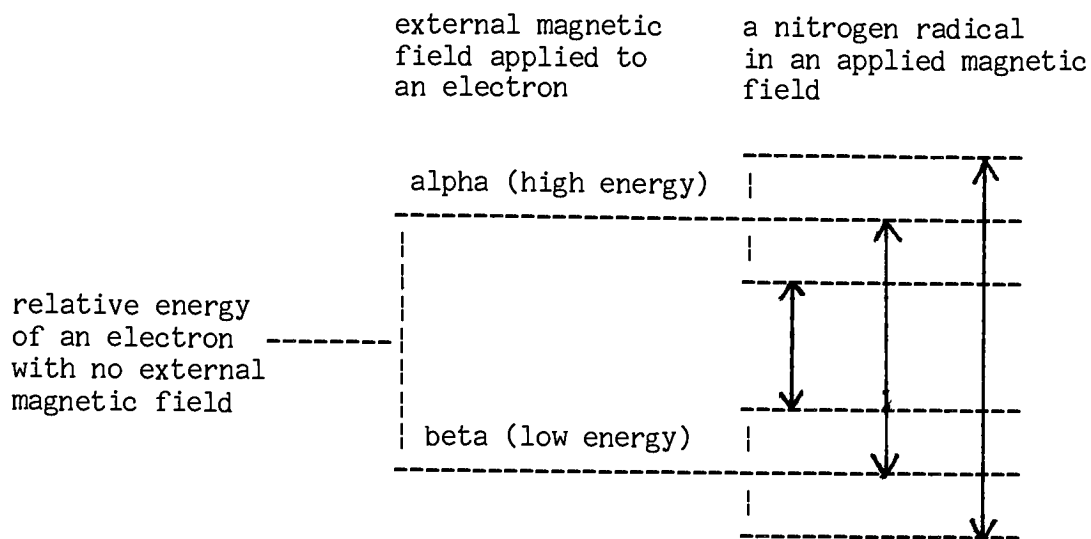 external magnetic
field applied to
an electron
a nitrogen radical
in an applied magnetic
field
alpha (high energy)
relative energy
of an electron
with no external
magnetic field
beta (low energy)